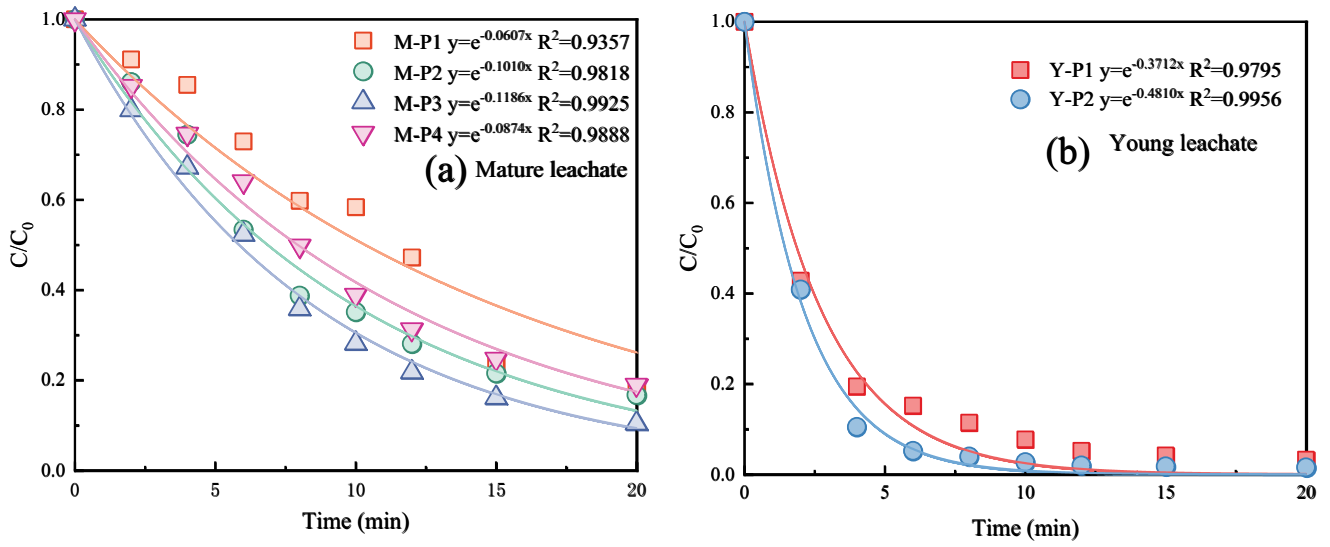 1.0
0.8
0.6
0.4
0.2
0.0
C/C₀
0
5
10
15
20
Time (min)
M-P1 y=e^-0.0607x R²=0.9357
M-P2 y=e^-0.1010x R²=0.9818
M-P3 y=e^-0.1186x R²=0.9925
M-P4 y=e^-0.0874x R²=0.9888
(a) Mature leachate
1.0
0.8
0.6
0.4
0.2
0.0
C/C₀
0
5
10
15
20
Time (min)
Y-P1 y=e^-0.3712x R²=0.9795
Y-P2 y=e^-0.4810x R²=0.9956
(b) Young leachate